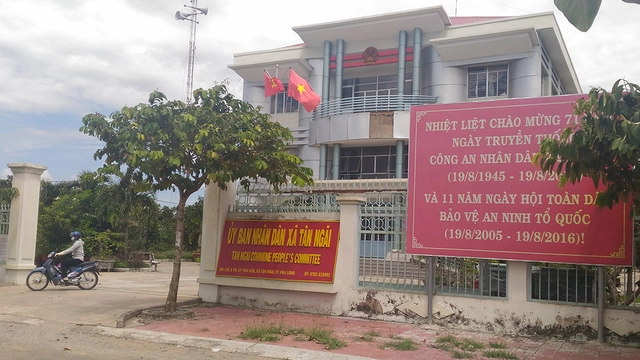 ỦY BAN NHÂN DÂN XÃ TÂN NGÃI
TAN NGAI COMMUNE PEOPLE'S COMMITTEE
NHIỆT LIỆT CHÀO MỪNG 71
NGÀY TRUYỀN THỐ
CÔNG AN NHÂN DÂ
(19/8/1945 - 19/8/20
VÀ 11 NĂM NGÀY HỘI TOÀN DÂ
BẢO VỆ AN NINH TỔ QUỐC
(19/8/2005 - 19/8/2016)!